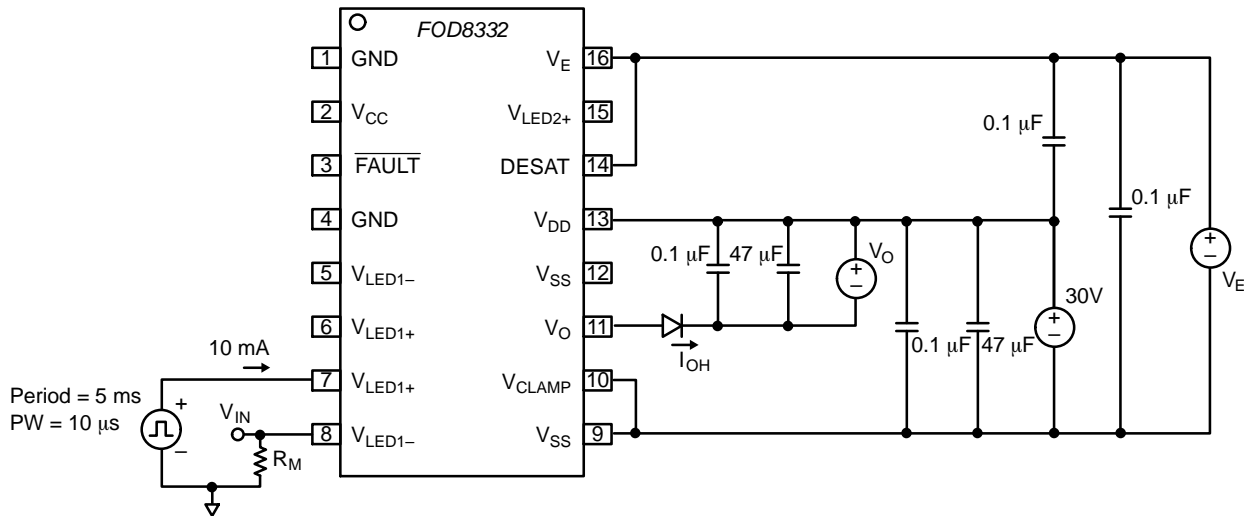 FOD8332
1 GND
2 VCC
3 FAULT
4 GND
5 VLED1–
6 VLED1+
7 VLED1+
8 VLED1–
VE 16
VLED2+ 15
DESAT 14
VDD 13
VSS 12
VO 11
VCLAMP 10
VSS 9
10 mA
Period = 5 ms
PW = 10 μs
+
–
VIN
RM
0.1 μF
47 μF
+
–
VO
IOH
0.1 μF
47 μF
30V
+
–
0.1 μF
0.1 μF
+
–
VE